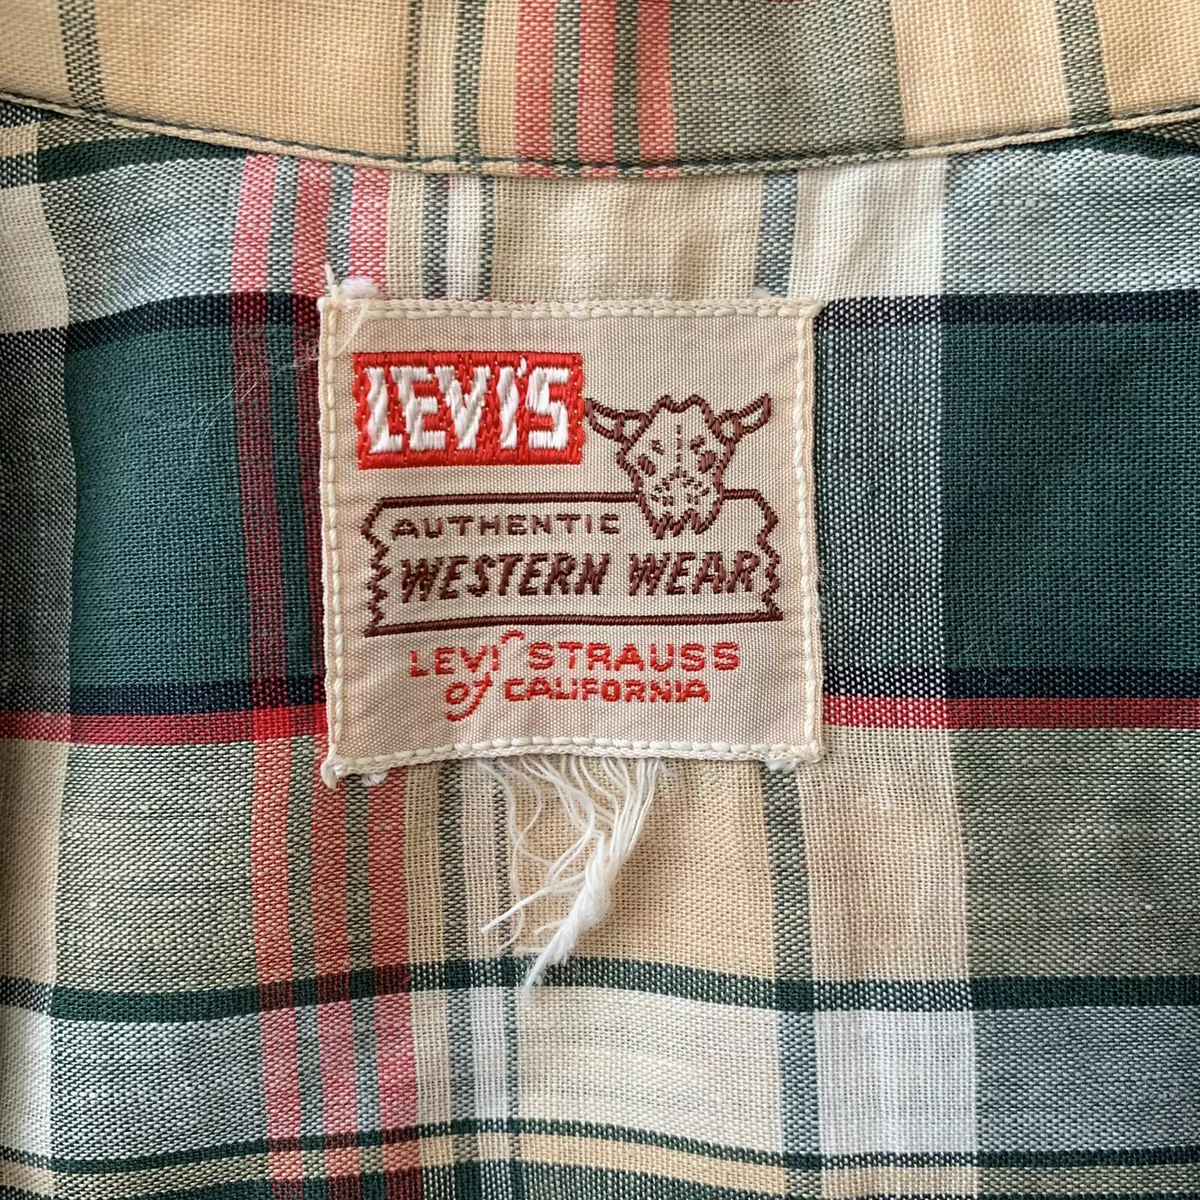 LEVI'S
AUTHENTIC
WESTERN WEAR
LEVI STRAUSS
of CALIFORNIA